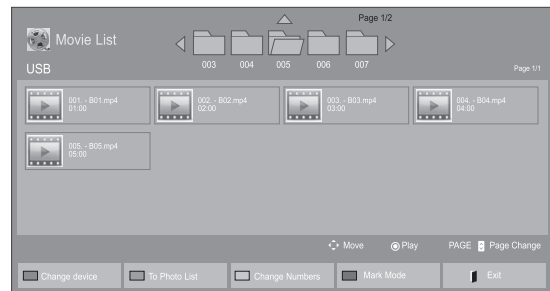 Page 1/2
Movie List
003 004 005 006 007
USB
Page 1/1
001. - B01.mp4
01:00
002. - B02.mp4
02:00
003. - B03.mp4
03:00
004. - B04.mp4
04:00
005. - B05.mp4
05:00
Move Play PAGE Page Change
Change device To Photo List Change Numbers Mark Mode Exit